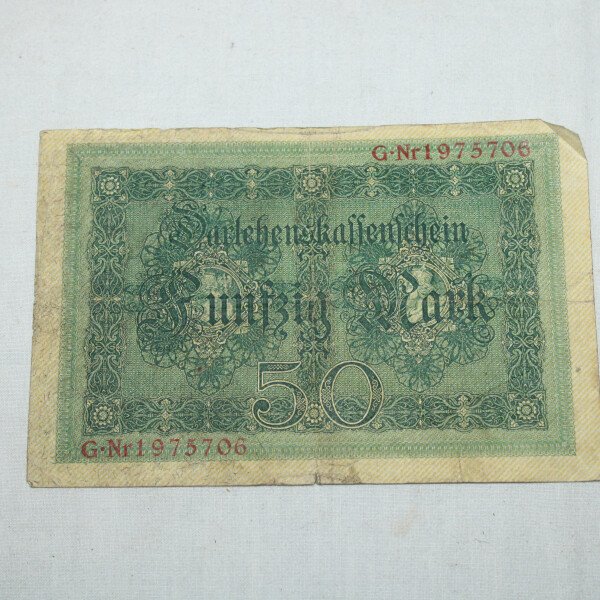 G·Nr1975706
Darlehenskassenschein
Fünfzig Mark
50
G·Nr1975706